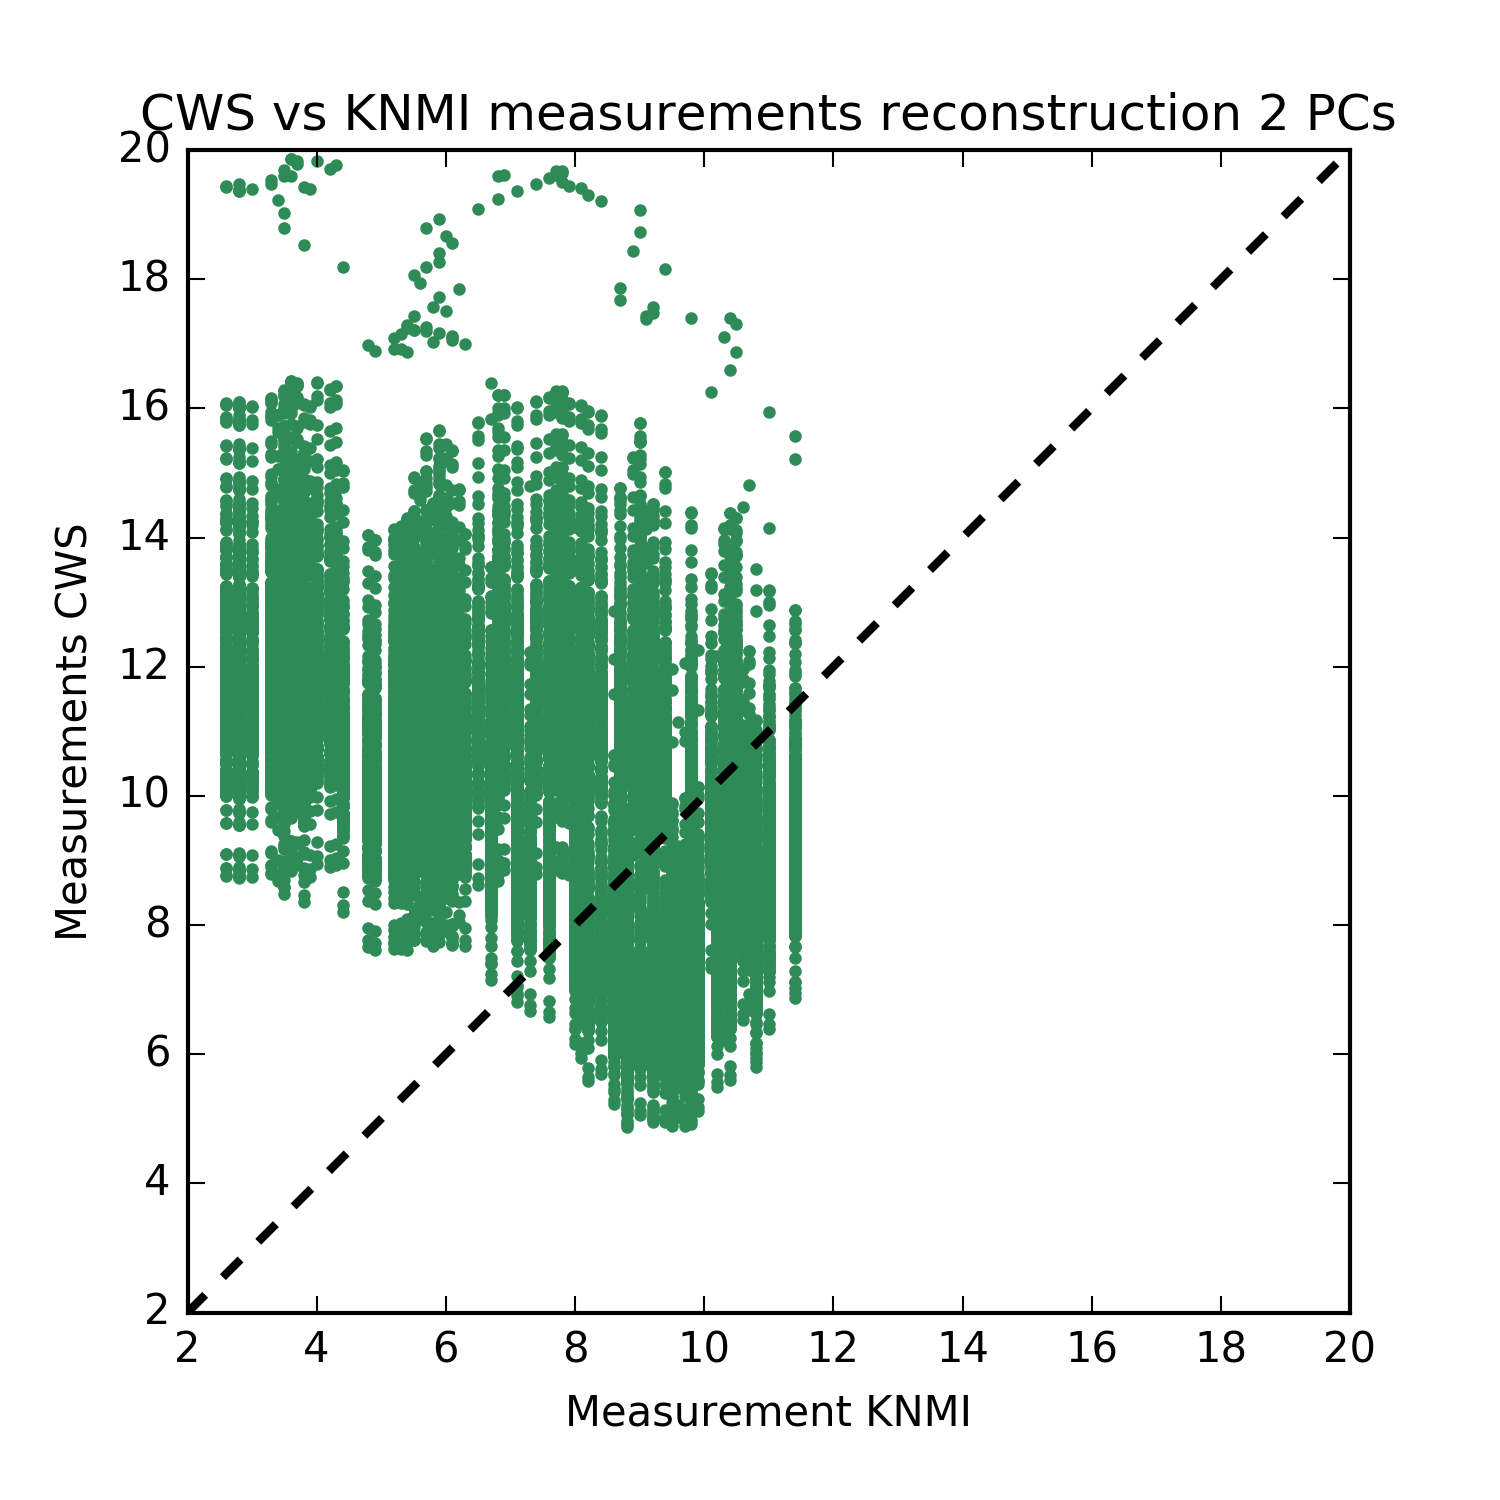 CWS vs KNMI measurements reconstruction 2 PCs
20
18
16
14
12
10
8
6
4
2
Measurements CWS
2 4 6 8 10 12 14 16 18 20
Measurement KNMI